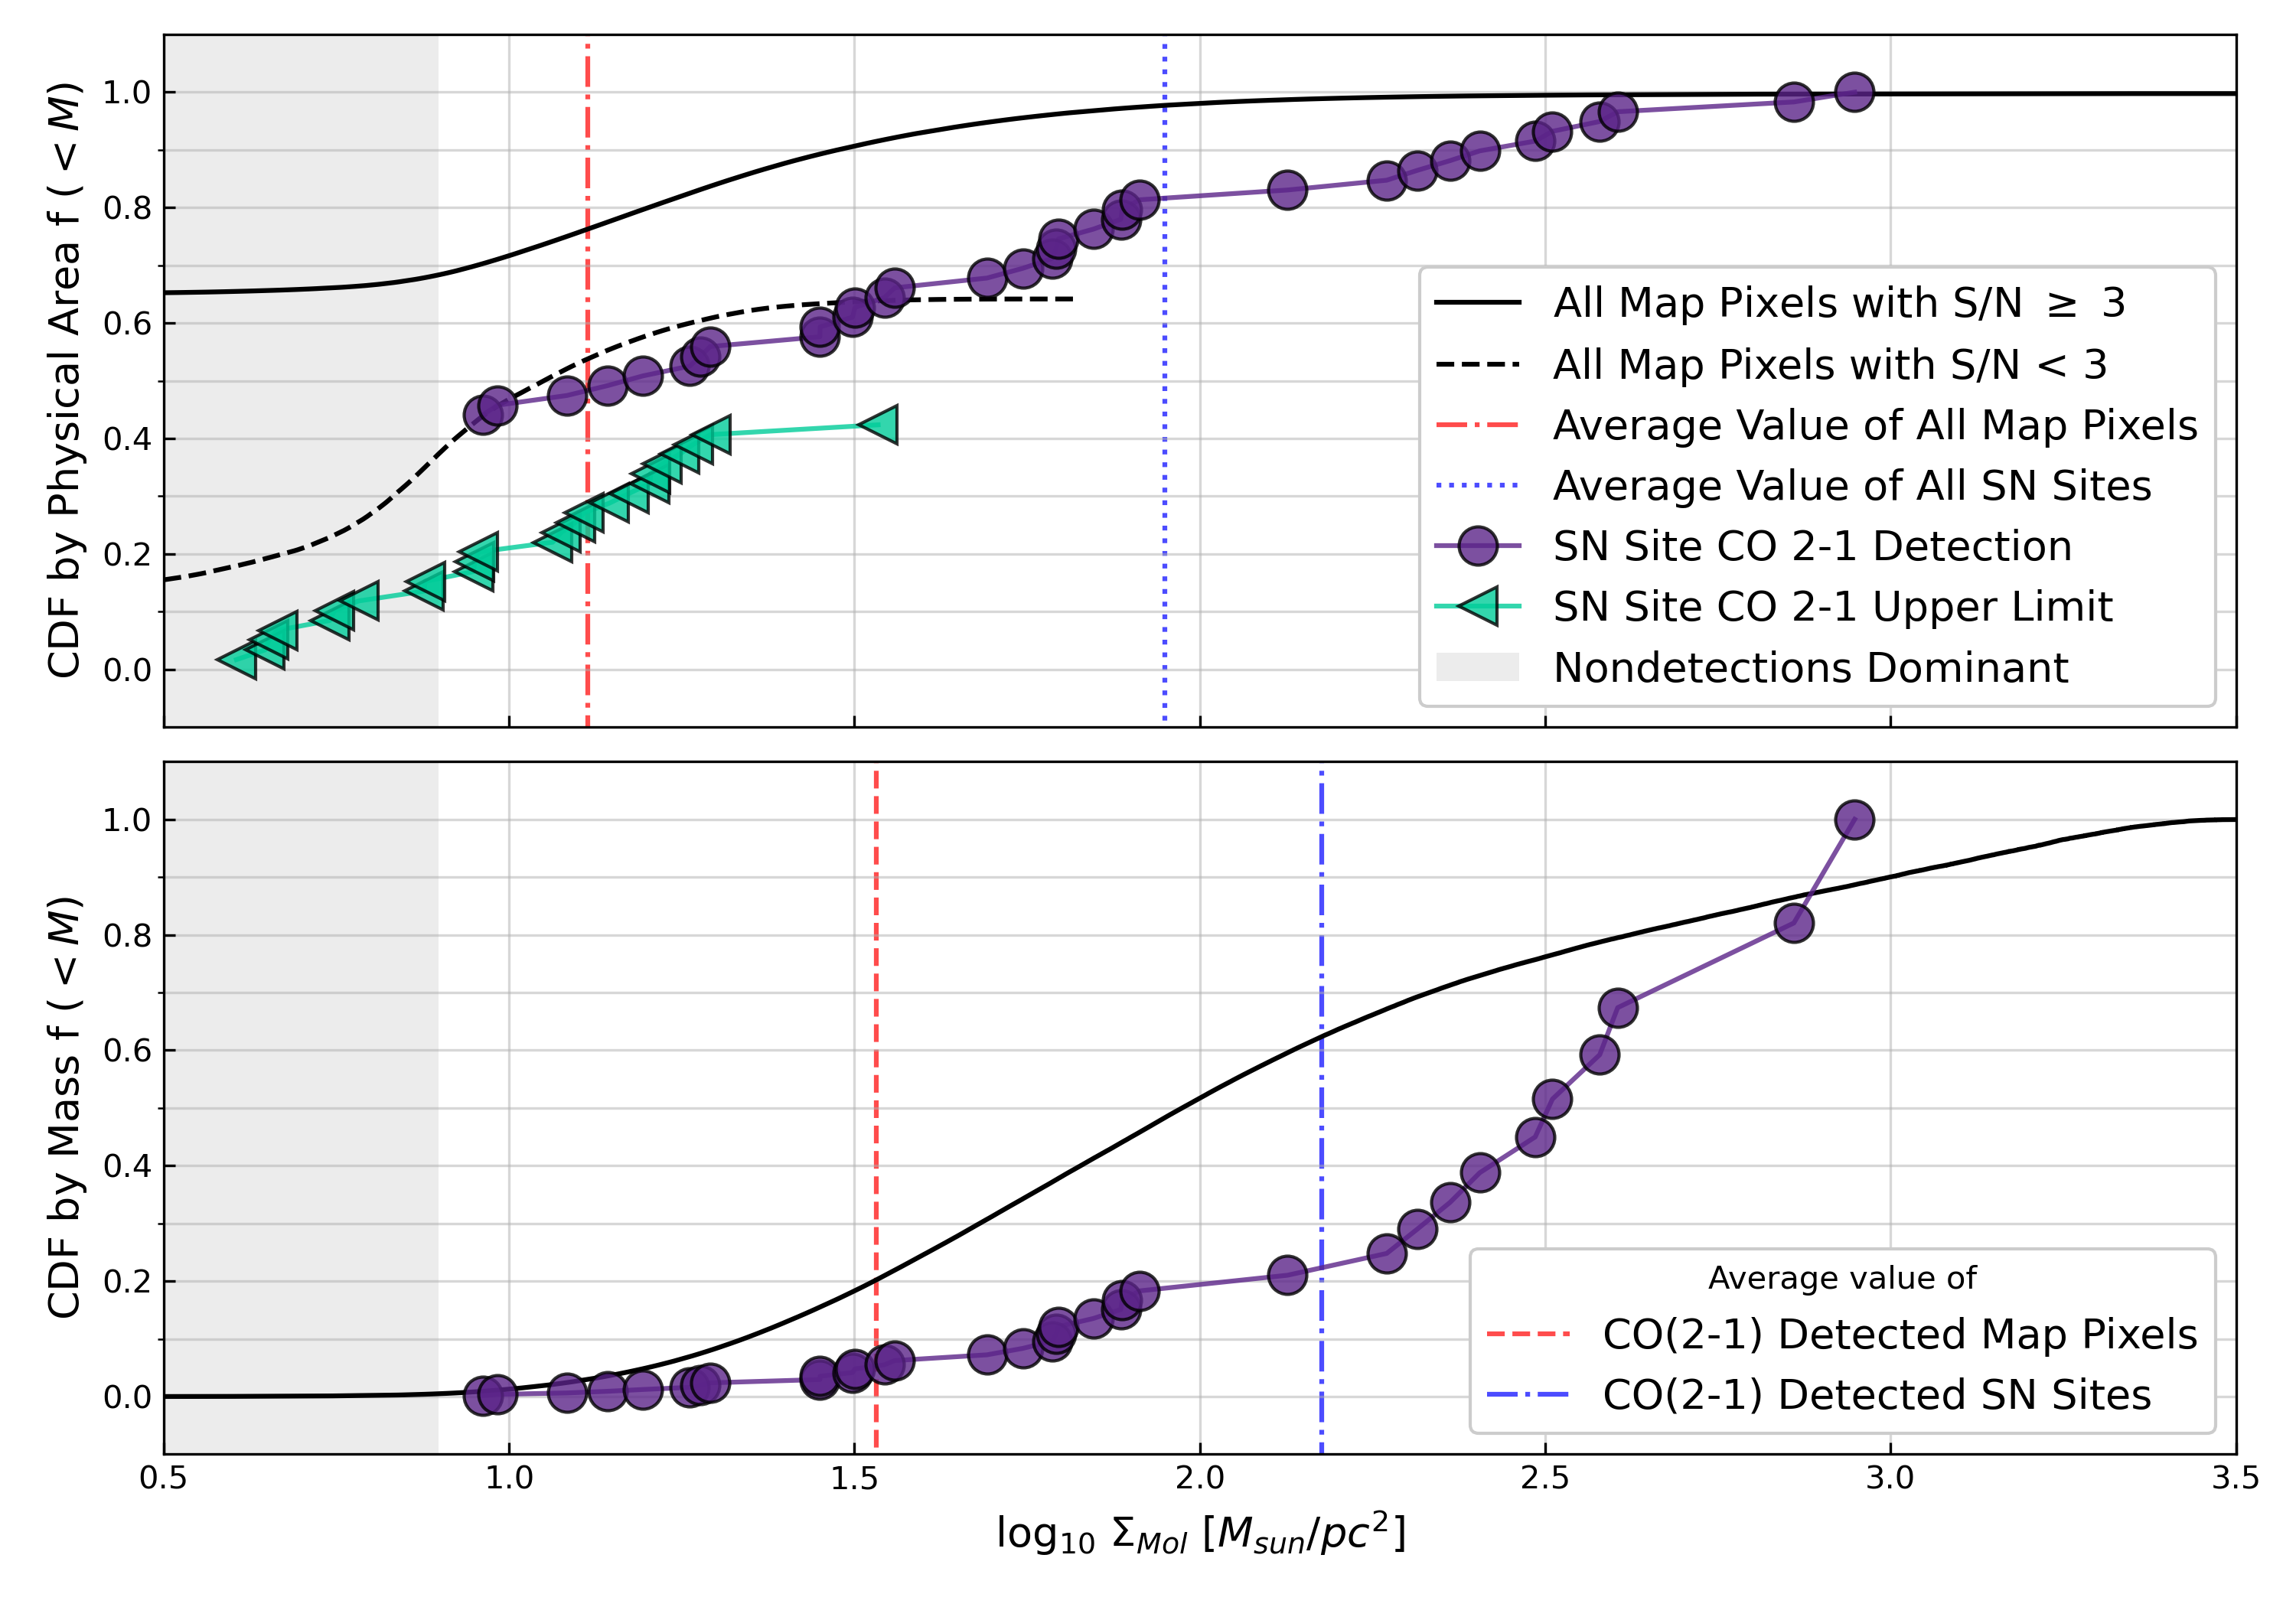 CDF by Physical Area f ( < M)
1.0
0.8
0.6
0.4
0.2
0.0
All Map Pixels with S/N ≥ 3
All Map Pixels with S/N < 3
Average Value of All Map Pixels
Average Value of All SN Sites
SN Site CO 2-1 Detection
SN Site CO 2-1 Upper Limit
Nondetections Dominant
CDF by Mass f ( < M)
1.0
0.8
0.6
0.4
0.2
0.0
Average value of
CO(2-1) Detected Map Pixels
CO(2-1) Detected SN Sites
0.5 1.0 1.5 2.0 2.5 3.0 3.5
log₁₀ Σ_Mol [M_sun/pc²]